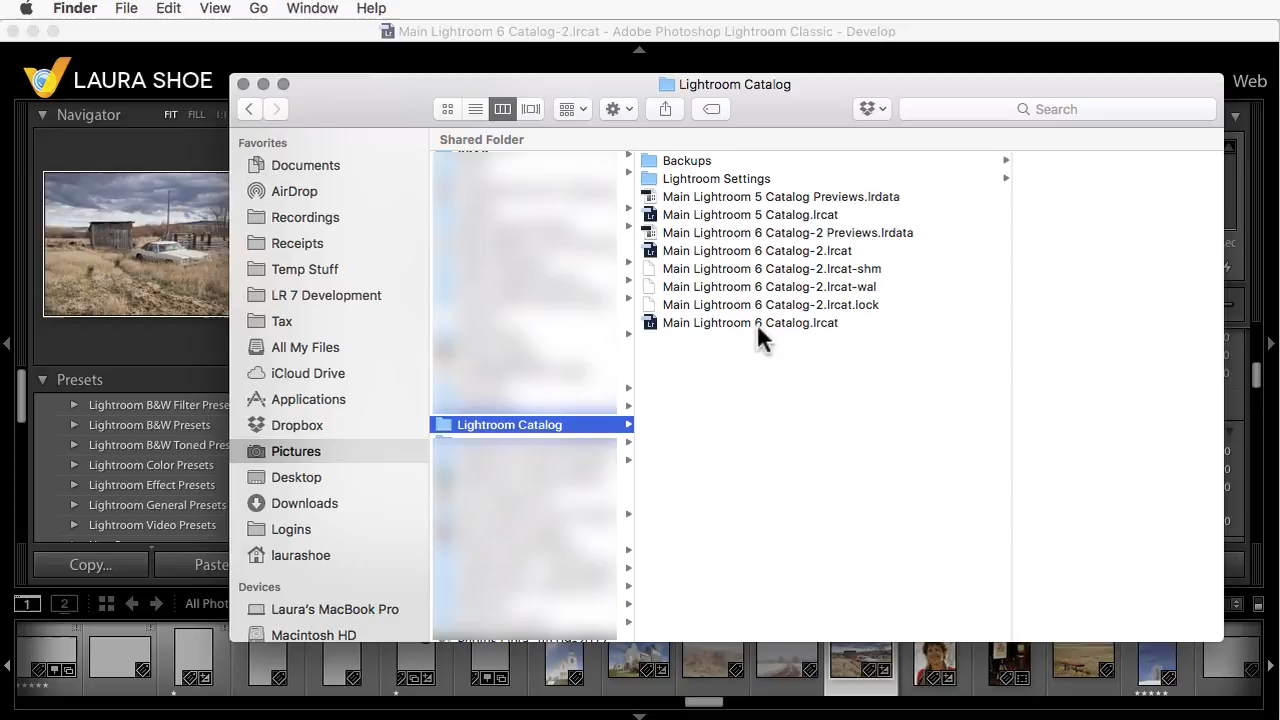 Finder File Edit View Go Window Help
Main Lightroom 6 Catalog-2.lrcat - Adobe Photoshop Lightroom Classic - Develop
LAURA SHOE
Web
Lightroom Catalog
Search
Navigator FIT FILL
Favorites
Documents
AirDrop
Recordings
Receipts
Temp Stuff
LR 7 Development
Tax
All My Files
iCloud Drive
Applications
Dropbox
Pictures
Desktop
Downloads
Logins
laurashoe
Devices
Laura's MacBook Pro
Macintosh HD
Shared Folder
Lightroom Catalog
Backups
Lightroom Settings
Main Lightroom 5 Catalog Previews.lrdata
Main Lightroom 5 Catalog.lrcat
Main Lightroom 6 Catalog-2 Previews.lrdata
Main Lightroom 6 Catalog-2.lrcat
Main Lightroom 6 Catalog-2.lrcat-shm
Main Lightroom 6 Catalog-2.lrcat-wal
Main Lightroom 6 Catalog-2.lrcat.lock
Main Lightroom 6 Catalog.lrcat
Presets
Lightroom B&W Filter Prese
Lightroom B&W Presets
Lightroom B&W Toned Pres
Lightroom Color Presets
Lightroom Effect Presets
Lightroom General Presets
Lightroom Video Presets
Copy... Paste
1 2 All Phot